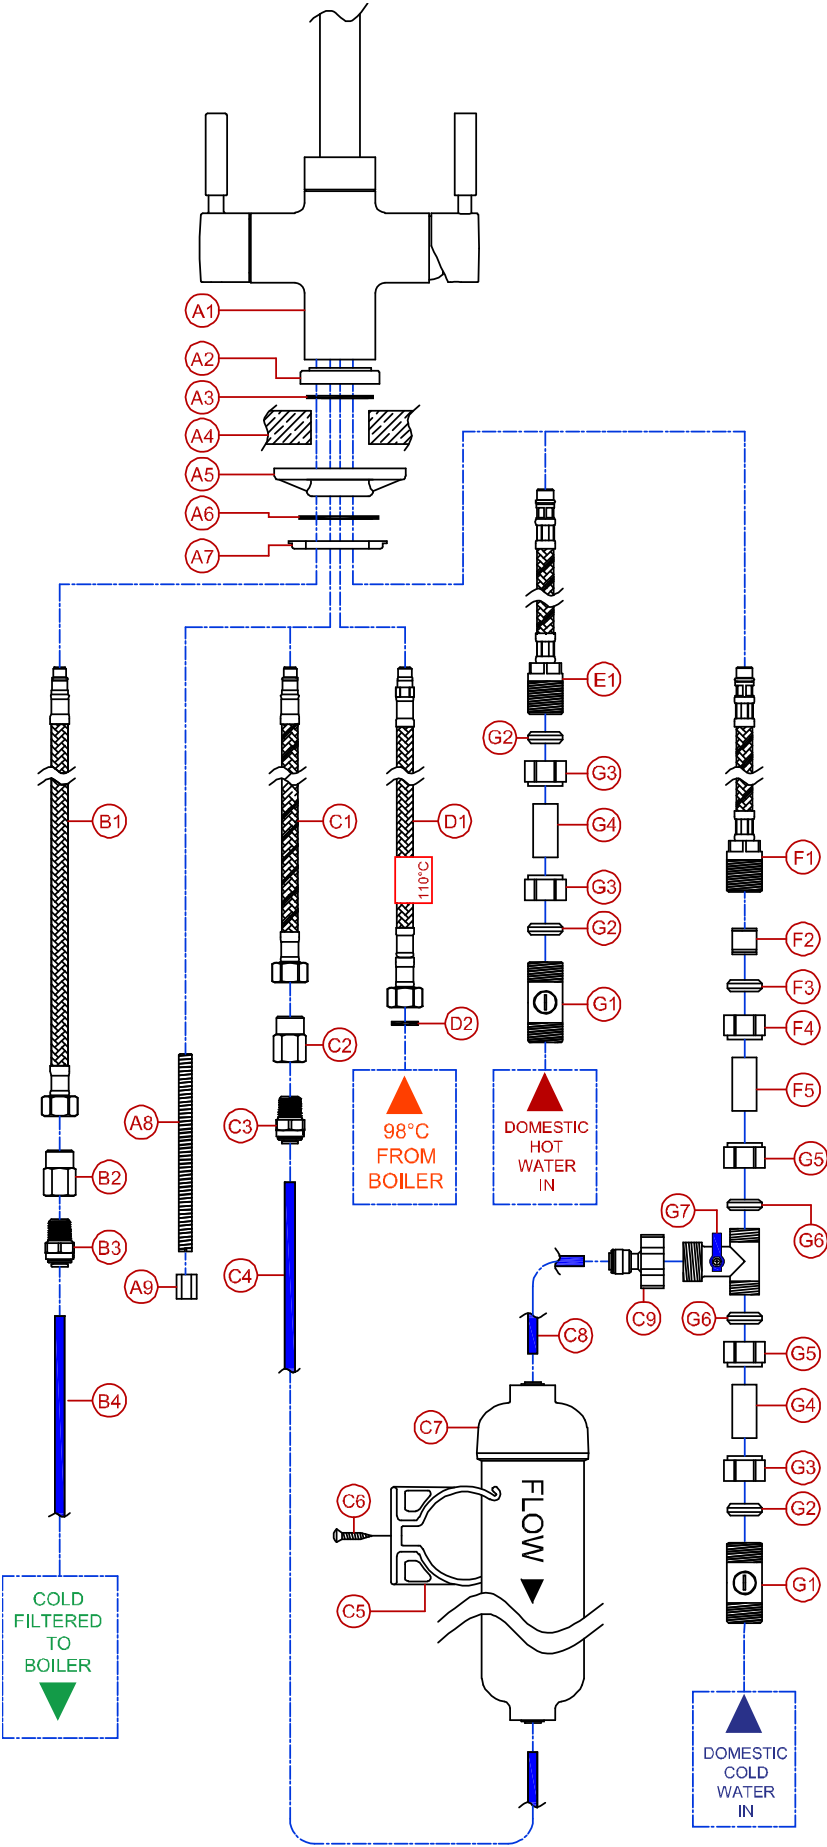 A1
A2
A3
A4
A5
A6
A7
E1
G2
G3
B1
C1
D1
G4
110°C
F1
G3
G2
F2
F3
G1
D2
F4
C2
F5
A8
C3
98°C
FROM
BOILER
DOMESTIC
HOT
WATER
IN
G5
B2
G7
G6
B3
C4
A9
C9
G6
C8
G5
B4
G4
C7
G3
C6
FLOW
G2
G1
C5
COLD
FILTERED
TO
BOILER
DOMESTIC
COLD
WATER
IN